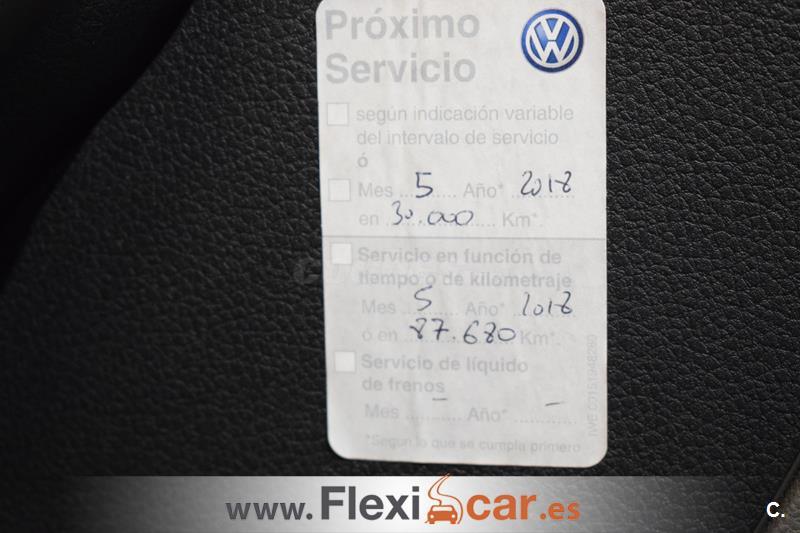 Próximo
Servicio
según indicación variable
del intervalo de servicio
ó
Mes ...5..... Año* 2018
en ..30.000.... Km*.
Servicio en función de
tiempo o de kilometraje
Mes ...5..... Año* 2018
ó en ..87.680 Km*.
Servicio de líquido
de frenos
Mes ...–...... Año* ...–......
*Según lo que se cumpla primero
www.Flexicar.es
C.